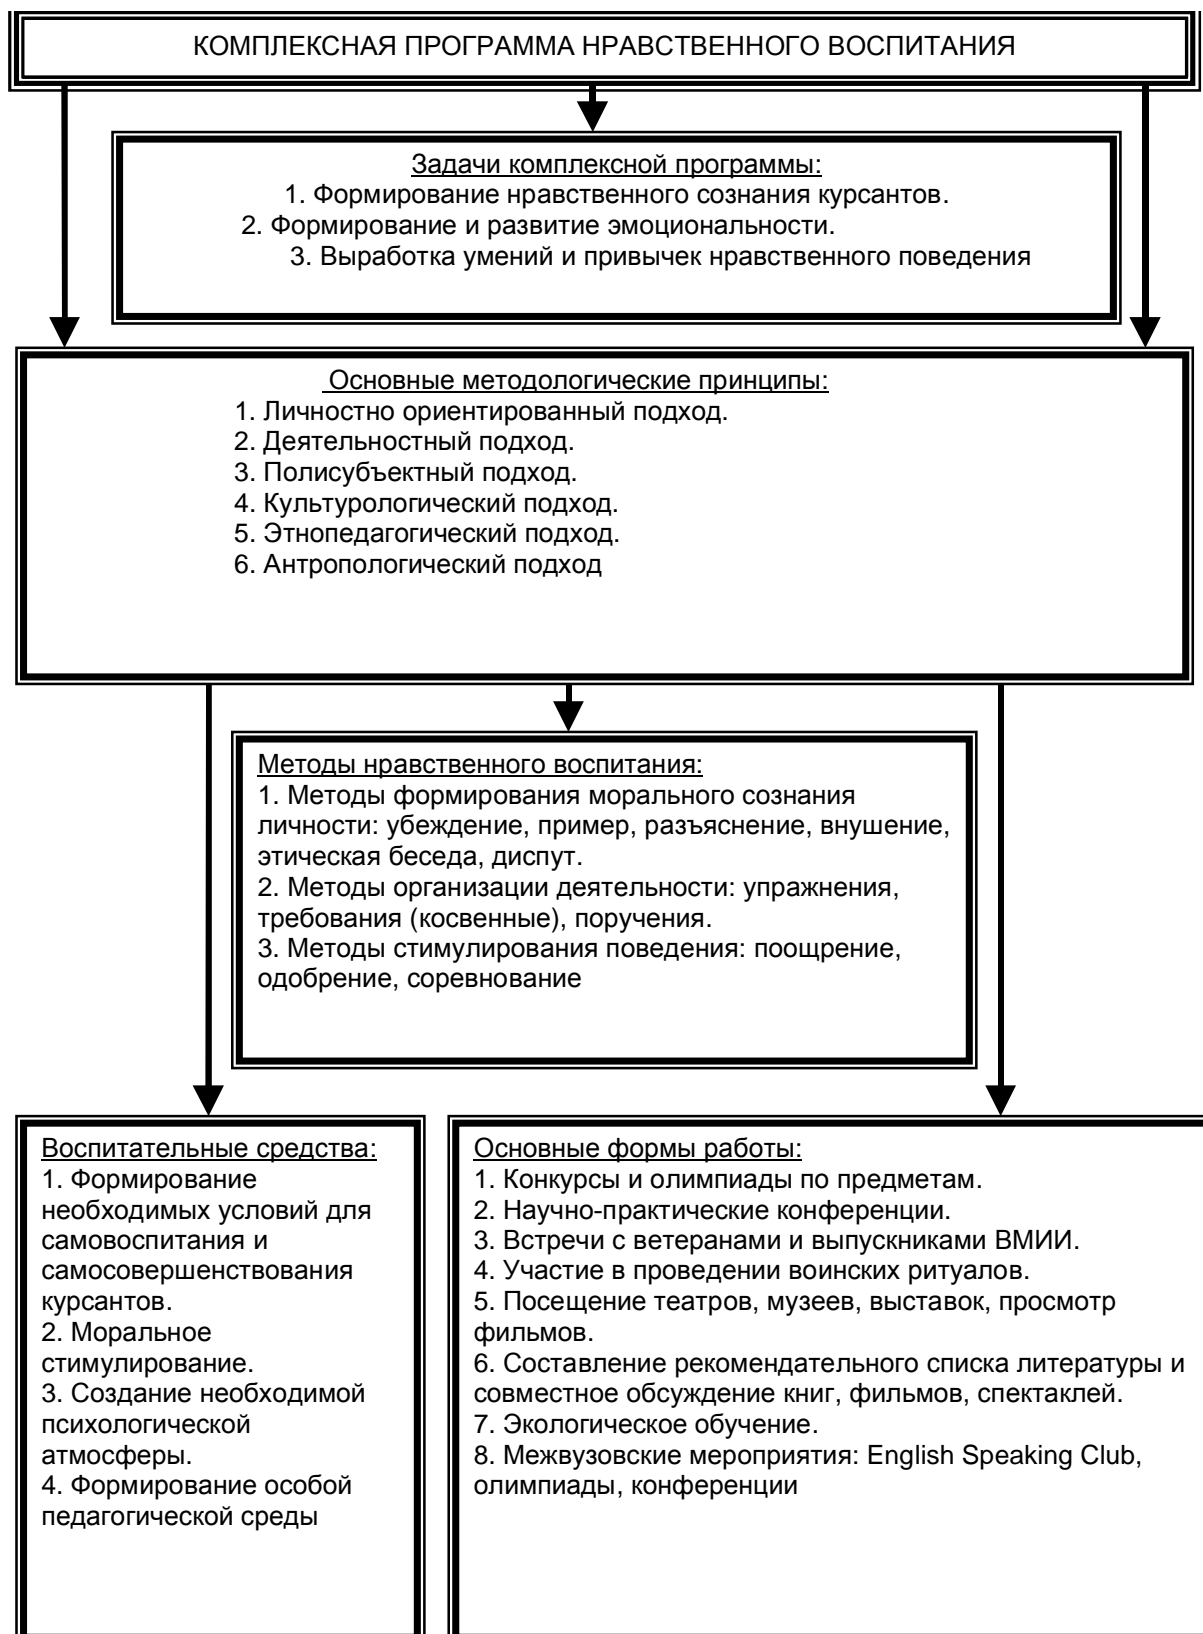 КОМПЛЕКСНАЯ ПРОГРАММА НРАВСТВЕННОГО ВОСПИТАНИЯ
Задачи комплексной программы:
1. Формирование нравственного сознания курсантов.
2. Формирование и развитие эмоциональности.
3. Выработка умений и привычек нравственного поведения
Основные методологические принципы:
1. Личностно ориентированный подход.
2. Деятельностный подход.
3. Полисубъектный подход.
4. Культурологический подход.
5. Этнопедагогический подход.
6. Антропологический подход
Методы нравственного воспитания:
1. Методы формирования морального сознания
личности: убеждение, пример, разъяснение, внушение,
этическая беседа, диспут.
2. Методы организации деятельности: упражнения,
требования (косвенные), поручения.
3. Методы стимулирования поведения: поощрение,
одобрение, соревнование
Воспитательные средства:
1. Формирование
необходимых условий для
самовоспитания и
самосовершенствования
курсантов.
2. Моральное
стимулирование.
3. Создание необходимой
психологической
атмосферы.
4. Формирование особой
педагогической среды
Основные формы работы:
1. Конкурсы и олимпиады по предметам.
2. Научно-практические конференции.
3. Встречи с ветеранами и выпускниками ВМИИ.
4. Участие в проведении воинских ритуалов.
5. Посещение театров, музеев, выставок, просмотр
фильмов.
6. Составление рекомендательного списка литературы и
совместное обсуждение книг, фильмов, спектаклей.
7. Экологическое обучение.
8. Межвузовские мероприятия: English Speaking Club,
олимпиады, конференции